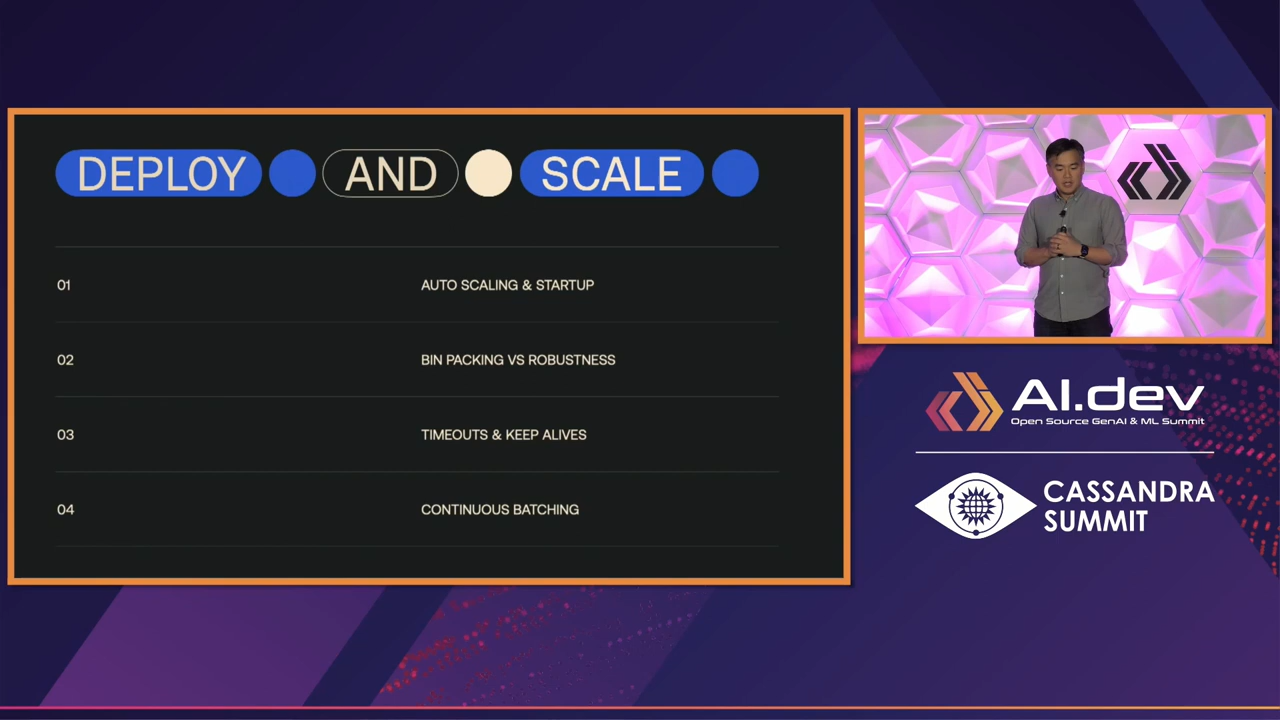 DEPLOY AND SCALE
01 AUTO SCALING & STARTUP
02 BIN PACKING VS ROBUSTNESS
03 TIMEOUTS & KEEP ALIVES
04 CONTINUOUS BATCHING
AI.dev
Open Source GenAI & ML Summit
CASSANDRA
SUMMIT